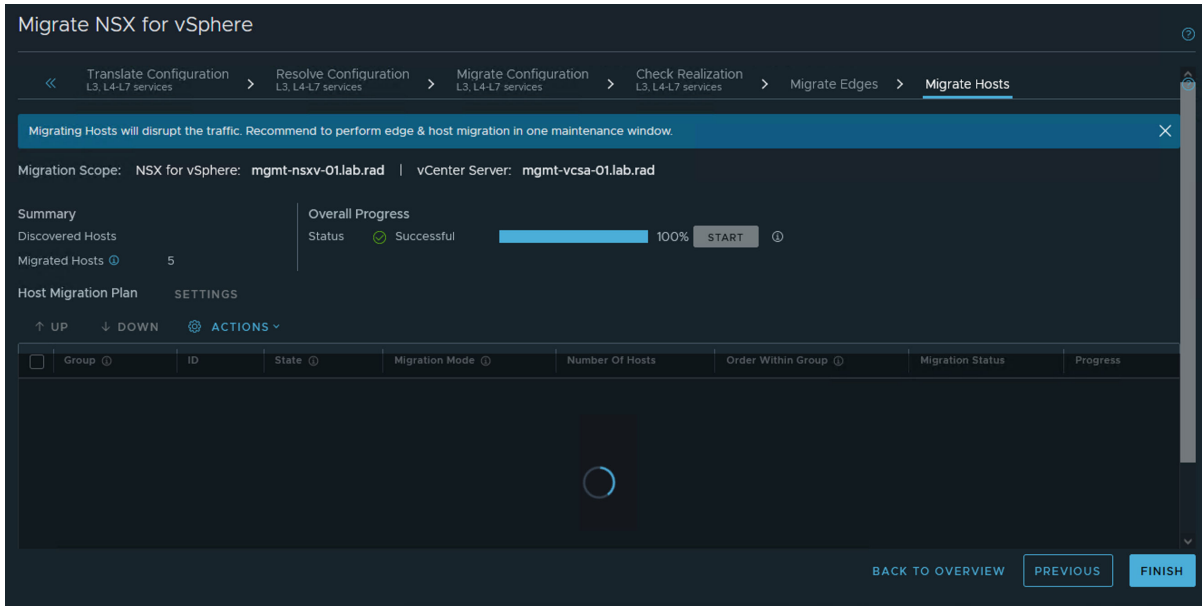 Migrate NSX for vSphere
Translate Configuration
L3, L4-L7 services
Resolve Configuration
L3, L4-L7 services
Migrate Configuration
L3, L4-L7 services
Check Realization
L3, L4-L7 services
Migrate Edges
Migrate Hosts
Migrating Hosts will disrupt the traffic. Recommend to perform edge & host migration in one maintenance window.
Migration Scope: NSX for vSphere: mgmt-nsxv-01.lab.rad | vCenter Server: mgmt-vcsa-01.lab.rad
Summary
Discovered Hosts
Migrated Hosts 5
Overall Progress
Status Successful 100% START
Host Migration Plan SETTINGS
UP DOWN ACTIONS
Group ID State Migration Mode Number Of Hosts Order Within Group Migration Status Progress
BACK TO OVERVIEW PREVIOUS FINISH